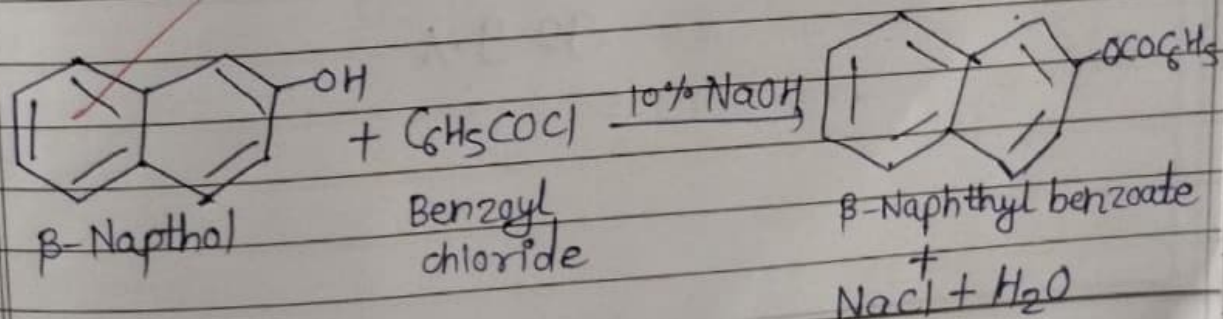 OH + C6H5COCl 10% NaOH OCOC6H5
β-Napthol Benzoyl chloride β-Naphthyl benzoate
+
NaCl + H2O